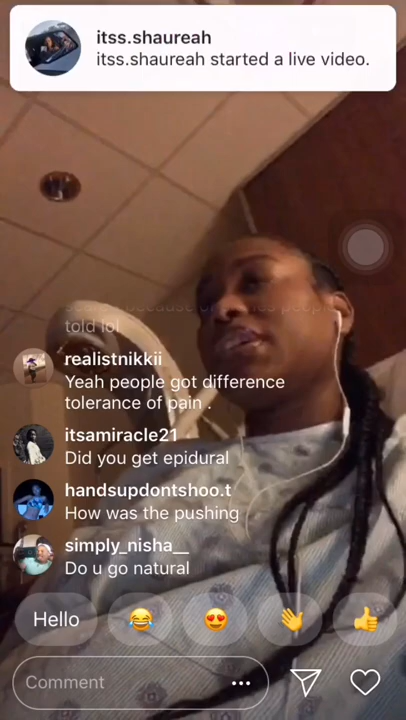 itss.shaureah
itss.shaureah started a live video.
told lol
realistnikkii
Yeah people got difference
tolerance of pain .
itsamiracle21
Did you get epidural
handsupdontshoo.t
How was the pushing
simply_nisha__
Do u go natural
Hello
Comment